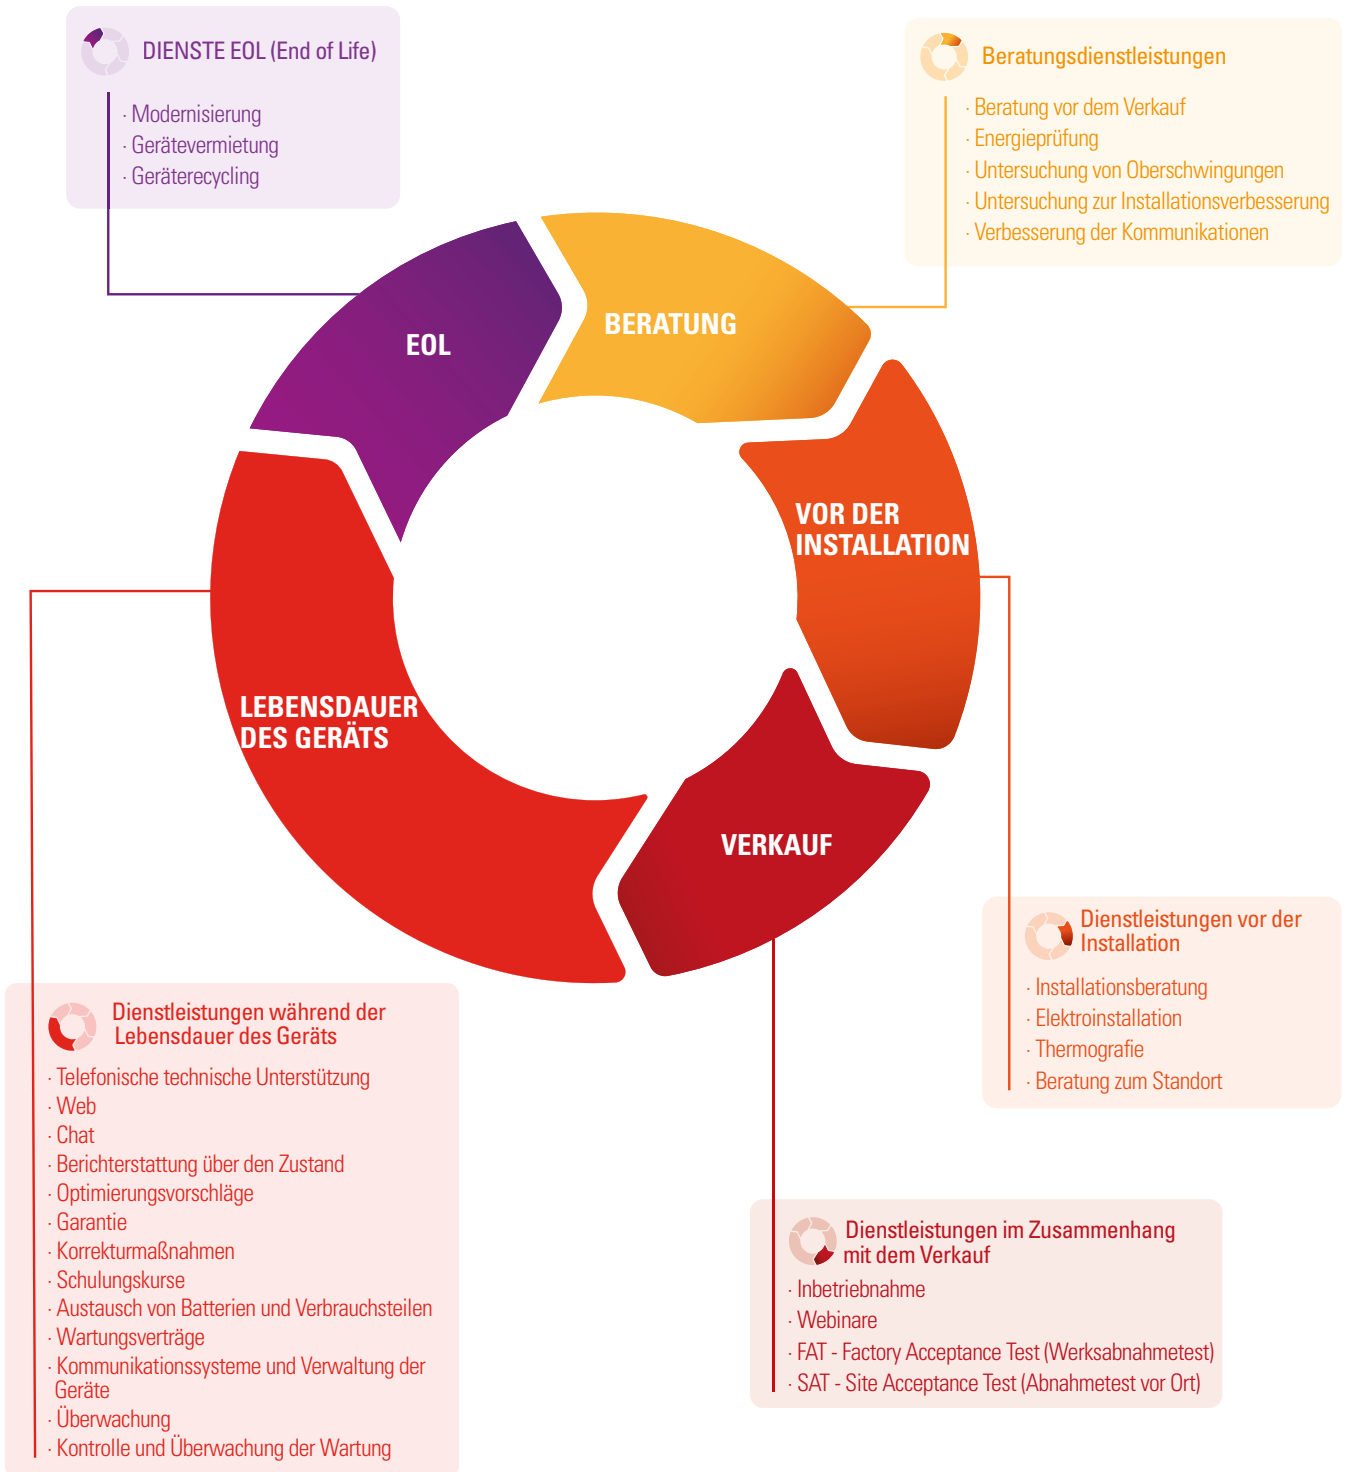 DIENSTE EOL (End of Life)
· Modernisierung
· Gerätevermietung
· Geräterecycling
Beratungsdienstleistungen
· Beratung vor dem Verkauf
· Energieprüfung
· Untersuchung von Oberschwingungen
· Untersuchung zur Installationsverbesserung
· Verbesserung der Kommunikationen
EOL
BERATUNG
VOR DER
INSTALLATION
LEBENSDAUER
DES GERÄTS
VERKAUF
Dienstleistungen vor der
Installation
· Installationsberatung
· Elektroinstallation
· Thermografie
· Beratung zum Standort
Dienstleistungen während der
Lebensdauer des Geräts
· Telefonische technische Unterstützung
· Web
· Chat
· Berichterstattung über den Zustand
· Optimierungsvorschläge
· Garantie
· Korrekturmaßnahmen
· Schulungskurse
· Austausch von Batterien und Verbrauchsteilen
· Wartungsverträge
· Kommunikationssysteme und Verwaltung der
Geräte
· Überwachung
· Kontrolle und Überwachung der Wartung
Dienstleistungen im Zusammenhang
mit dem Verkauf
· Inbetriebnahme
· Webinare
· FAT - Factory Acceptance Test (Werksabnahmetest)
· SAT - Site Acceptance Test (Abnahmetest vor Ort)